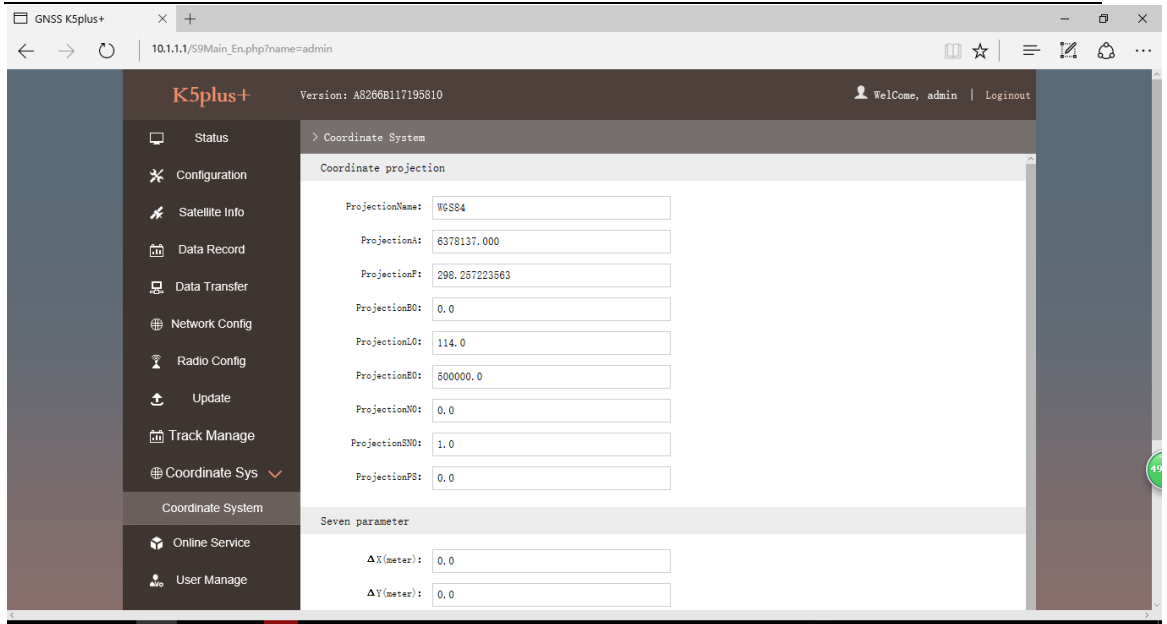 GNSS K5plus+
10.1.1.1/S9Main_En.php?name=admin
K5plus+
Version: A8266B117195810
WelCome, admin | Loginout
Status
Configuration
Satellite Info
Data Record
Data Transfer
Network Config
Radio Config
Update
Track Manage
Coordinate Sys
Coordinate System
Online Service
User Manage
> Coordinate System
Coordinate projection
ProjectionName: WGS84
ProjectionA: 6378137.000
ProjectionF: 298.257223563
ProjectionB0: 0.0
ProjectionL0: 114.0
ProjectionE0: 500000.0
ProjectionN0: 0.0
ProjectionSN0: 1.0
ProjectionPS: 0.0
Seven parameter
ΔX(meter): 0.0
ΔY(meter): 0.0
49